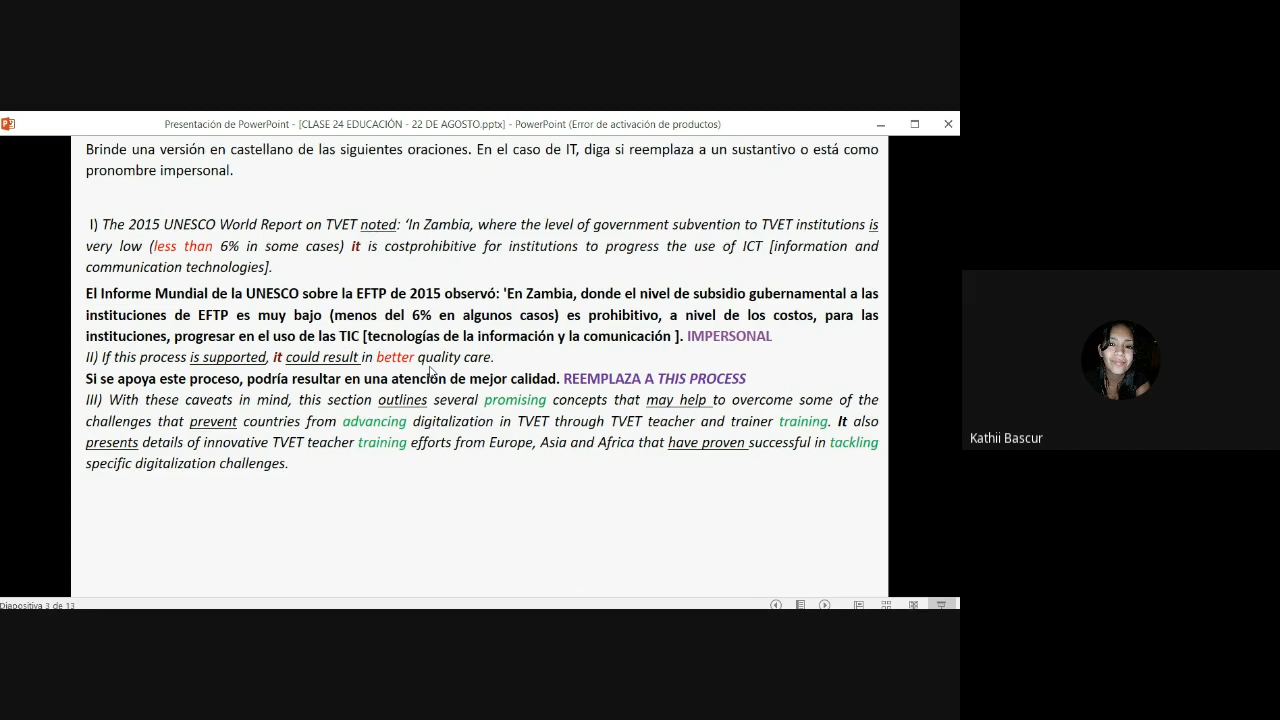 Presentación de PowerPoint - [CLASE 24 EDUCACIÓN - 22 DE AGOSTO.pptx] - PowerPoint (Error de activación de productos)
Brinde una versión en castellano de las siguientes oraciones. En el caso de IT, diga si reemplaza a un sustantivo o está como
pronombre impersonal.
I) The 2015 UNESCO World Report on TVET noted: ‘In Zambia, where the level of government subvention to TVET institutions is
very low (less than 6% in some cases) it is costprohibitive for institutions to progress the use of ICT [information and
communication technologies].
El Informe Mundial de la UNESCO sobre la EFTP de 2015 observó: 'En Zambia, donde el nivel de subsidio gubernamental a las
instituciones de EFTP es muy bajo (menos del 6% en algunos casos) es prohibitivo, a nivel de los costos, para las
instituciones, progresar en el uso de las TIC [tecnologías de la información y la comunicación ]. IMPERSONAL
II) If this process is supported, it could result in better quality care.
Si se apoya este proceso, podría resultar en una atención de mejor calidad. REEMPLAZA A THIS PROCESS
III) With these caveats in mind, this section outlines several promising concepts that may help to overcome some of the
challenges that prevent countries from advancing digitalization in TVET through TVET teacher and trainer training. It also
presents details of innovative TVET teacher training efforts from Europe, Asia and Africa that have proven successful in tackling
specific digitalization challenges.
Kathii Bascur
Diapositiva 3 de 13